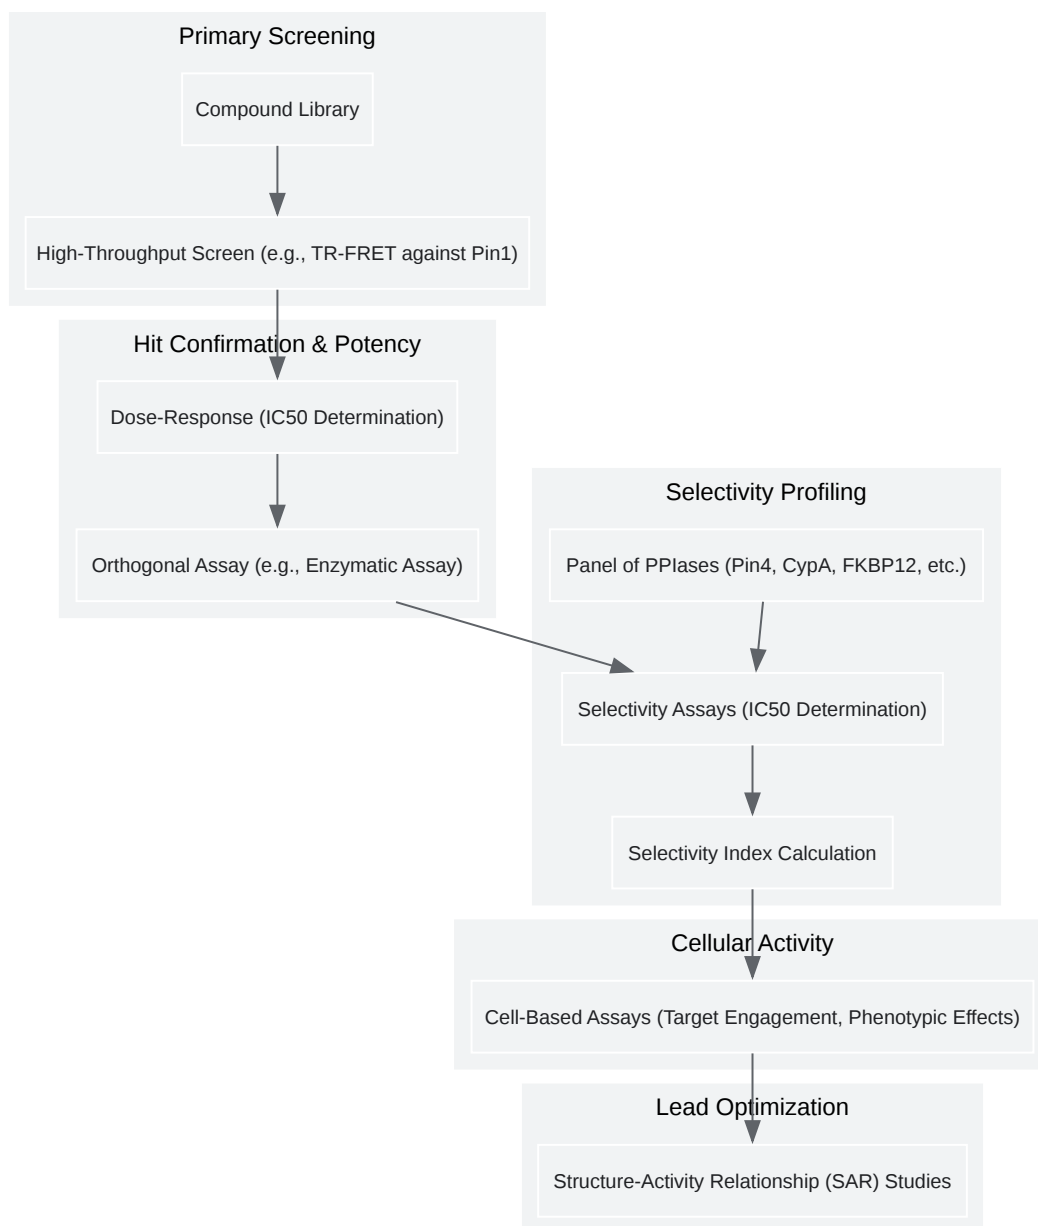 Primary Screening
Compound Library
High-Throughput Screen (e.g., TR-FRET against Pin1)
Hit Confirmation & Potency
Dose-Response (IC50 Determination)
Orthogonal Assay (e.g., Enzymatic Assay)
Selectivity Profiling
Panel of PPIases (Pin4, CypA, FKBP12, etc.)
Selectivity Assays (IC50 Determination)
Selectivity Index Calculation
Cellular Activity
Cell-Based Assays (Target Engagement, Phenotypic Effects)
Lead Optimization
Structure-Activity Relationship (SAR) Studies